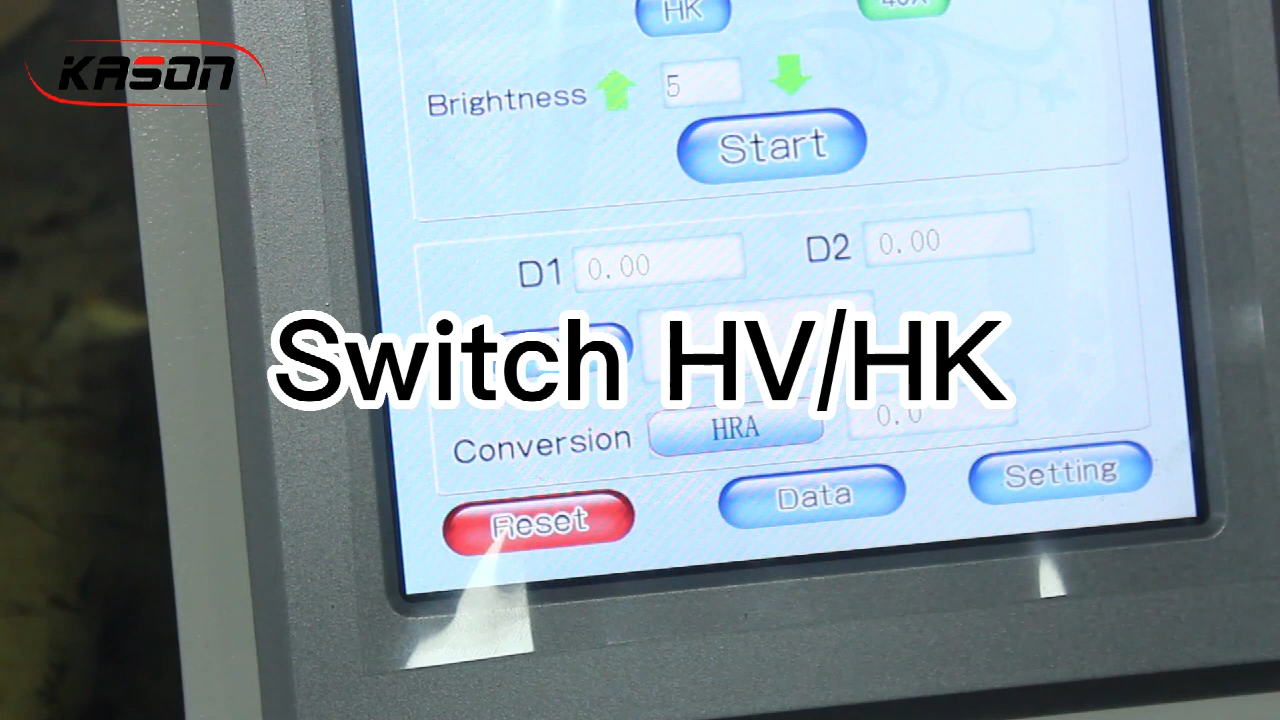 KASON
HK
40X
Brightness 5
Start
D1 0.00 D2 0.00
Switch HV/HK
Conversion HRA 0.0
Reset Data Setting